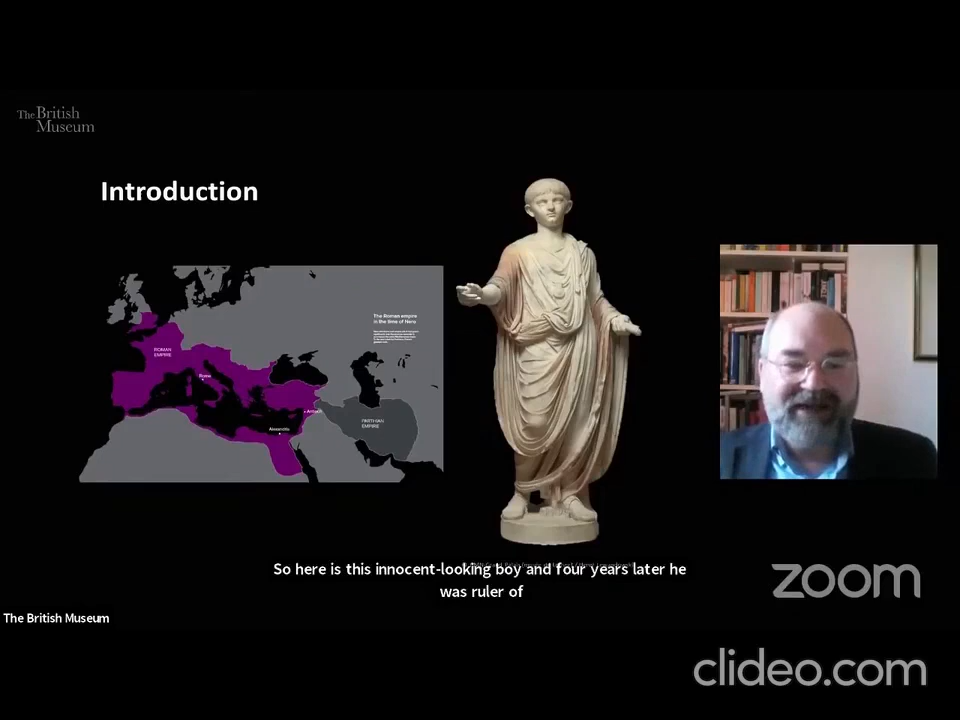 The British
Museum
Introduction
The Roman empire
in the time of Nero
ROMAN
EMPIRE
Rome
Antioch
Alexandria
PARTHIAN
EMPIRE
So here is this innocent-looking boy and four years later he
was ruler of
The British Museum
zoom
clideo.com